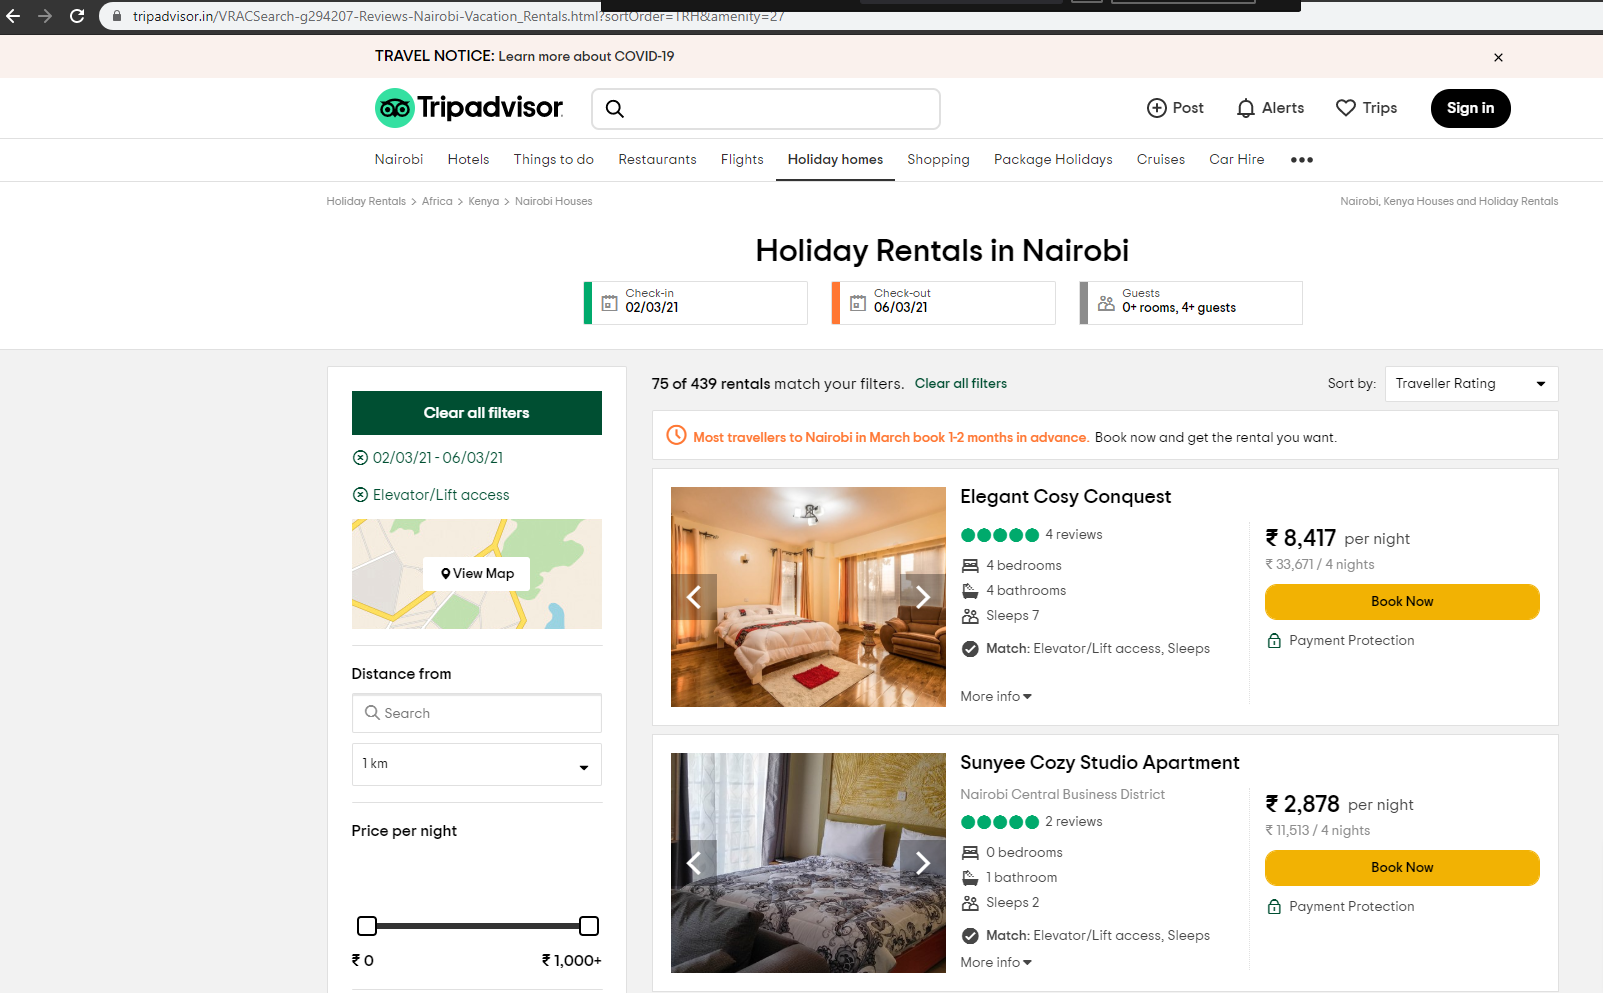 tripadvisor.in/VRACSearch-g294207-Reviews-Nairobi-Vacation_Rentals.html?sortOrder=TRH&amenity=27
TRAVEL NOTICE: Learn more about COVID-19
Tripadvisor
Post
Alerts
Trips
Sign in
Nairobi
Hotels
Things to do
Restaurants
Flights
Holiday homes
Shopping
Package Holidays
Cruises
Car Hire
Holiday Rentals > Africa > Kenya > Nairobi Houses
Nairobi, Kenya Houses and Holiday Rentals
Holiday Rentals in Nairobi
Check-in
02/03/21
Check-out
06/03/21
Guests
0+ rooms, 4+ guests
Clear all filters
02/03/21 - 06/03/21
Elevator/Lift access
View Map
Distance from
Search
1 km
Price per night
₹ 0
₹ 1,000+
75 of 439 rentals match your filters. Clear all filters
Sort by: Traveller Rating
Most travellers to Nairobi in March book 1-2 months in advance. Book now and get the rental you want.
Elegant Cosy Conquest
4 reviews
4 bedrooms
4 bathrooms
Sleeps 7
Match: Elevator/Lift access, Sleeps
More info
₹ 8,417 per night
₹ 33,671 / 4 nights
Book Now
Payment Protection
Sunyee Cozy Studio Apartment
Nairobi Central Business District
2 reviews
0 bedrooms
1 bathroom
Sleeps 2
Match: Elevator/Lift access, Sleeps
More info
₹ 2,878 per night
₹ 11,513 / 4 nights
Book Now
Payment Protection